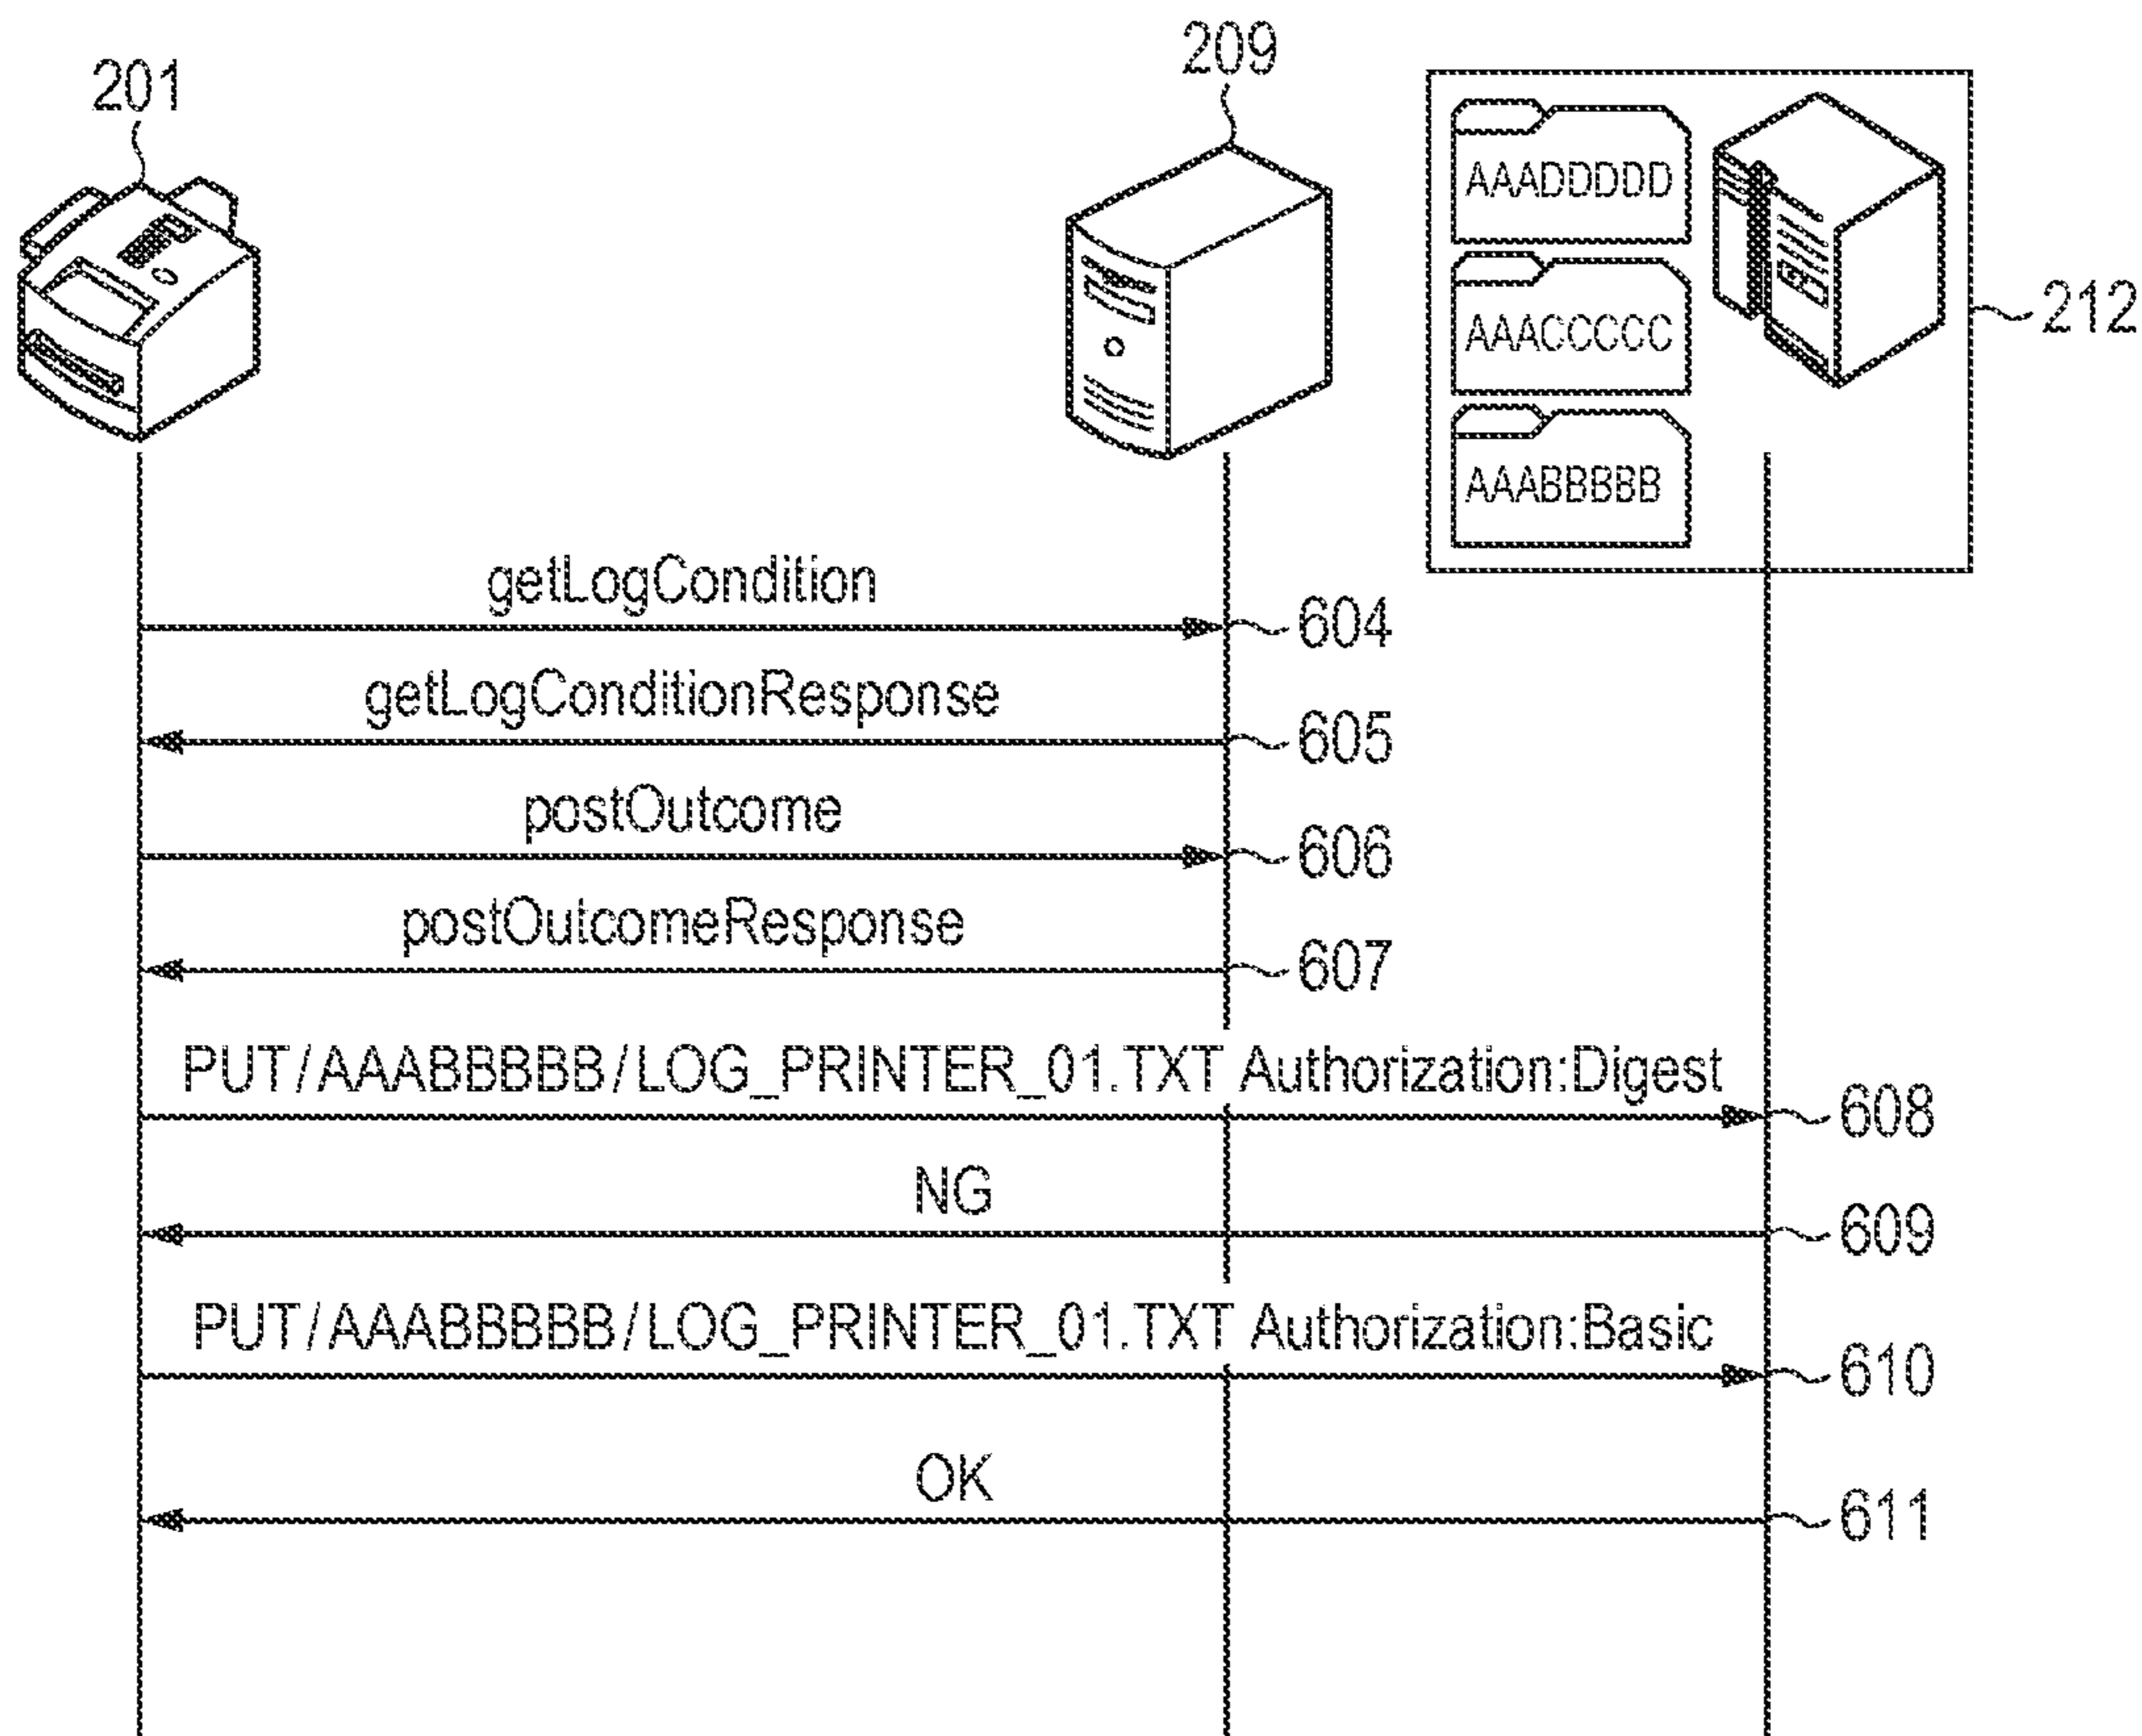 209
201
AAADDDDD
212
AAACCCCC
AAABBBBB
getLogCondition
604
getLogConditionResponse
605
postOutcome
606
postOutcomeResponse
607
PUT/AAABBBBB/LOG_PRINTER_01.TXT Authorization:Digest
608
NG
609
PUT/AAABBBBB/LOG_PRINTER_01.TXT Authorization:Basic
610
OK
611